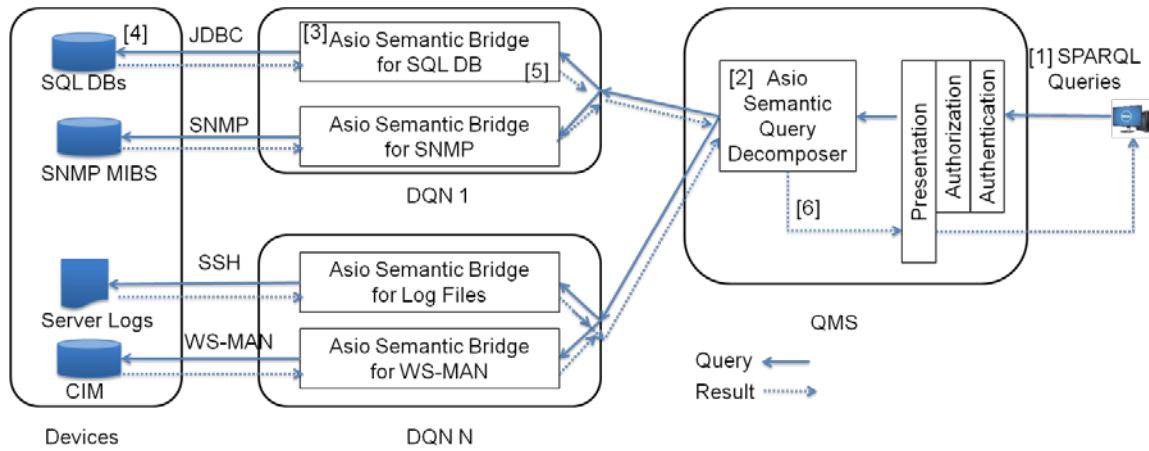 [4]
JDBC
SQL DBs
SNMP
SNMP MIBS
SSH
Server Logs
WS-MAN
CIM
Devices
[3]
Asio Semantic Bridge
for SQL DB
[5]
Asio Semantic Bridge
for SNMP
DQN 1
Asio Semantic Bridge
for Log Files
Asio Semantic Bridge
for WS-MAN
DQN N
[2] Asio
Semantic
Query
Decomposer
[6]
Presentation
Authorization
Authentication
QMS
[1] SPARQL
Queries
Query
Result